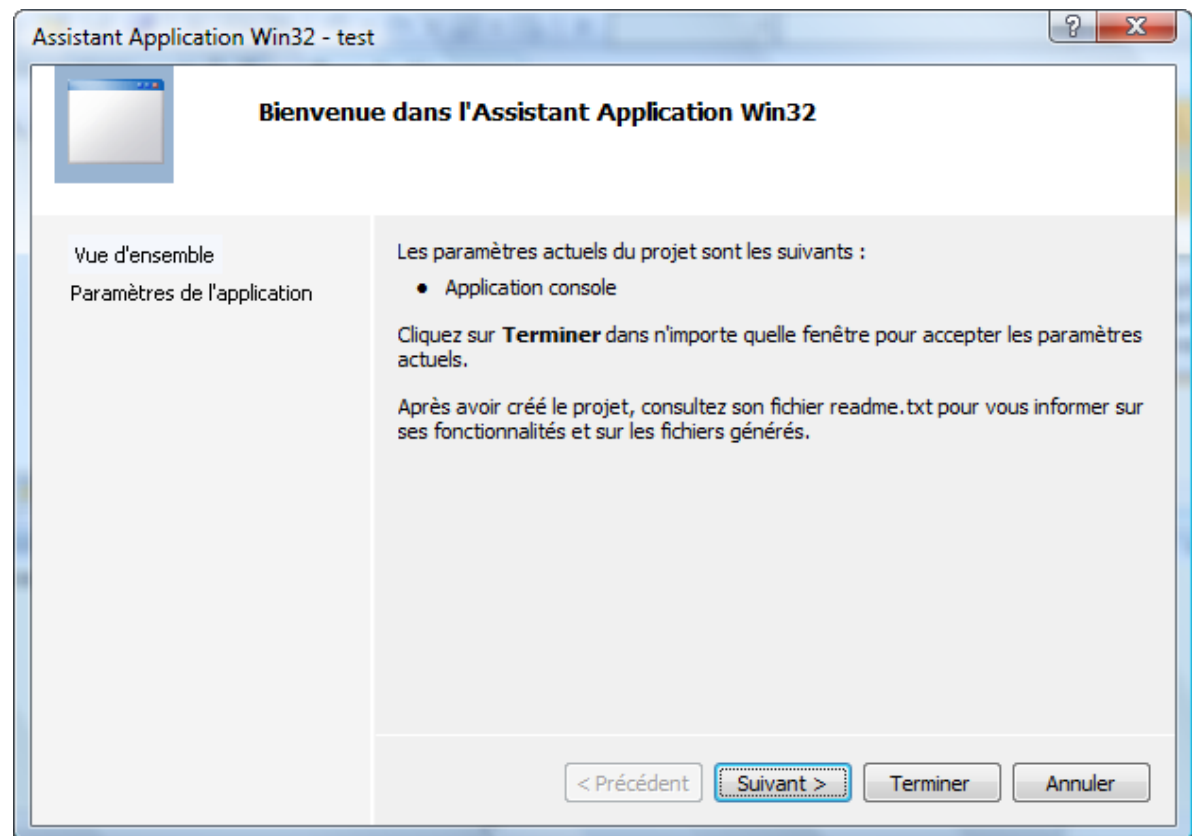 Assistant Application Win32 - test
Bienvenue dans l'Assistant Application Win32
Vue d'ensemble
Paramètres de l'application
Les paramètres actuels du projet sont les suivants :
• Application console
Cliquez sur Terminer dans n'importe quelle fenêtre pour accepter les paramètres
actuels.
Après avoir créé le projet, consultez son fichier readme.txt pour vous informer sur
ses fonctionnalités et sur les fichiers générés.
< Précédent Suivant > Terminer Annuler